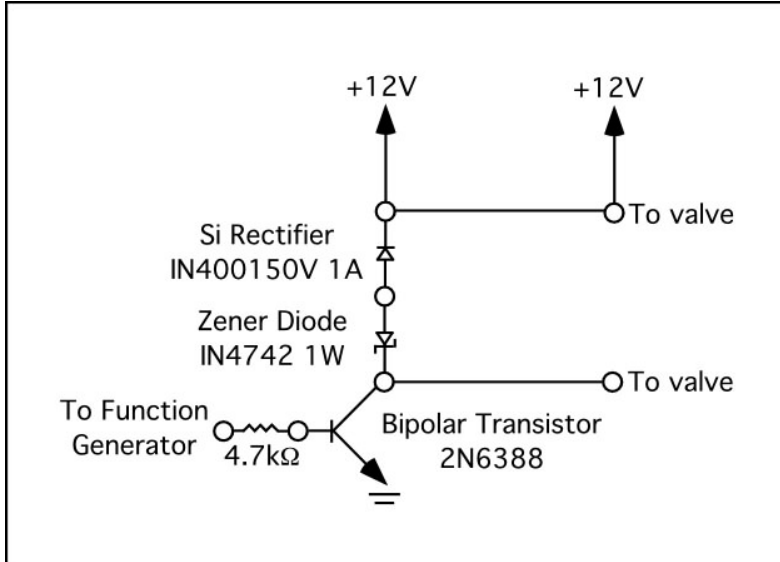 +12V
+12V
To valve
Si Rectifier
IN400150V 1A
Zener Diode
IN4742 1W
To valve
To Function
Generator
4.7kΩ
Bipolar Transistor
2N6388